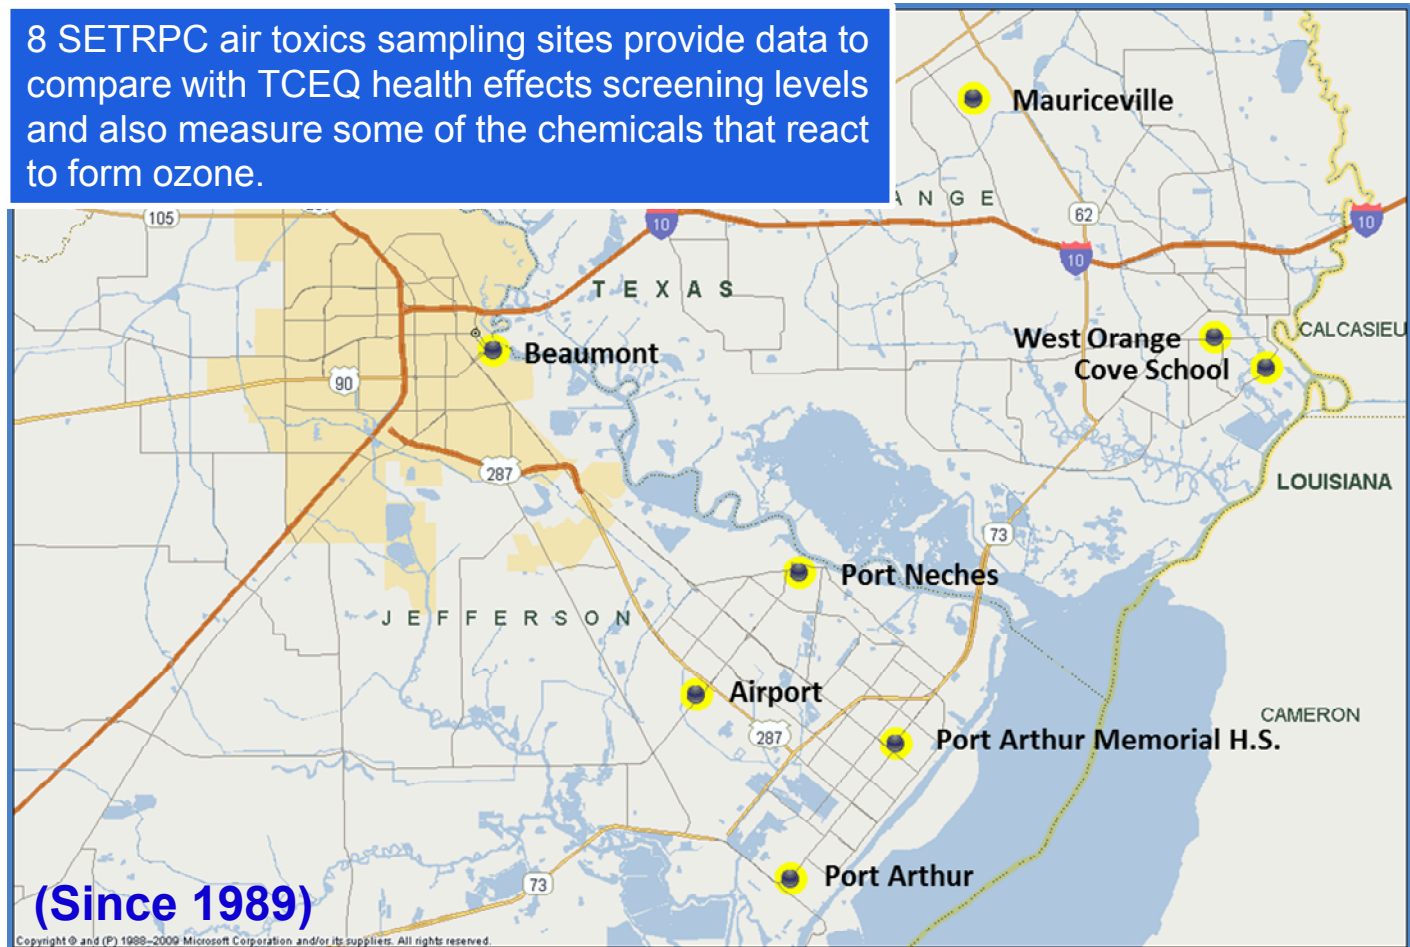 8 SETRPC air toxics sampling sites provide data to
compare with TCEQ health effects screening levels
and also measure some of the chemicals that react
to form ozone.
Mauriceville
A N G E
105
10
62
10
10
T E X A S
CALCASIEU
West Orange
Beaumont
Cove School
90
287
LOUISIANA
73
Port Neches
J E F F E R S O N
Airport
CAMERON
287
Port Arthur Memorial H.S.
Port Arthur
73
(Since 1989)
Copyright © and (P) 1988–2009 Microsoft Corporation and/or its suppliers. All rights reserved.